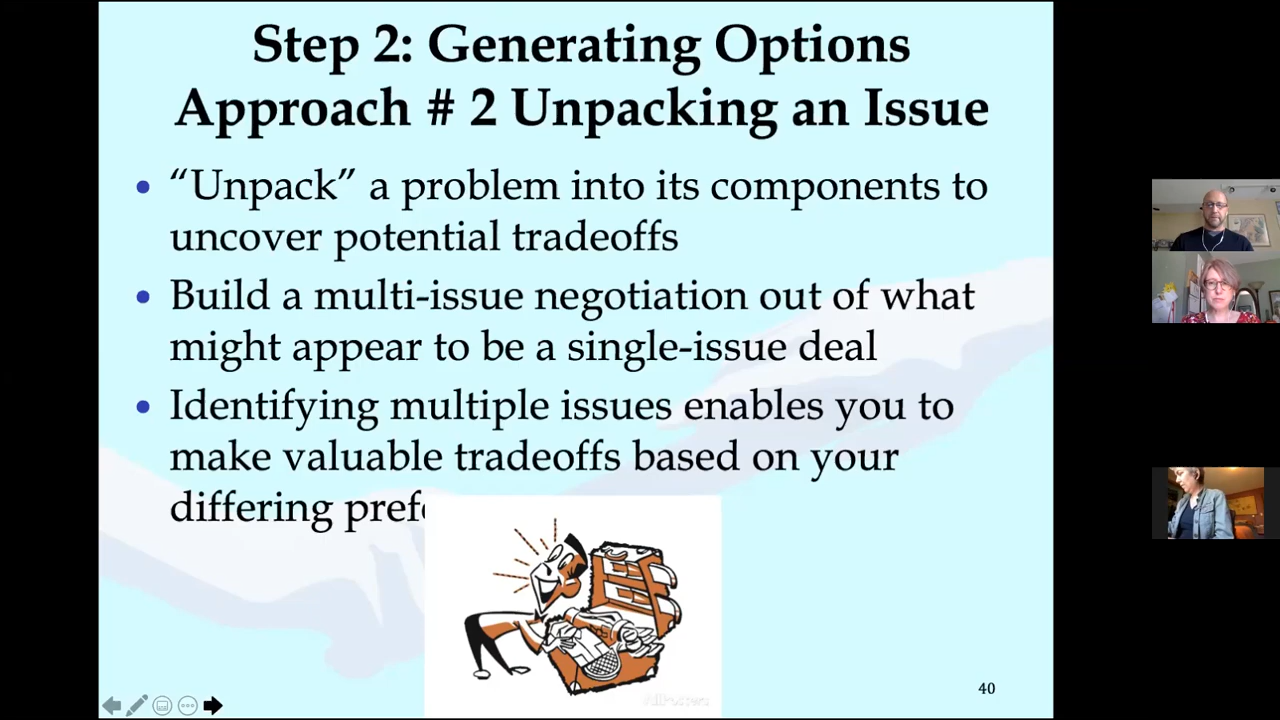 Step 2: Generating Options
Approach # 2 Unpacking an Issue
• “Unpack” a problem into its components to
uncover potential tradeoffs
• Build a multi-issue negotiation out of what
might appear to be a single-issue deal
• Identifying multiple issues enables you to
make valuable tradeoffs based on your
differing
40